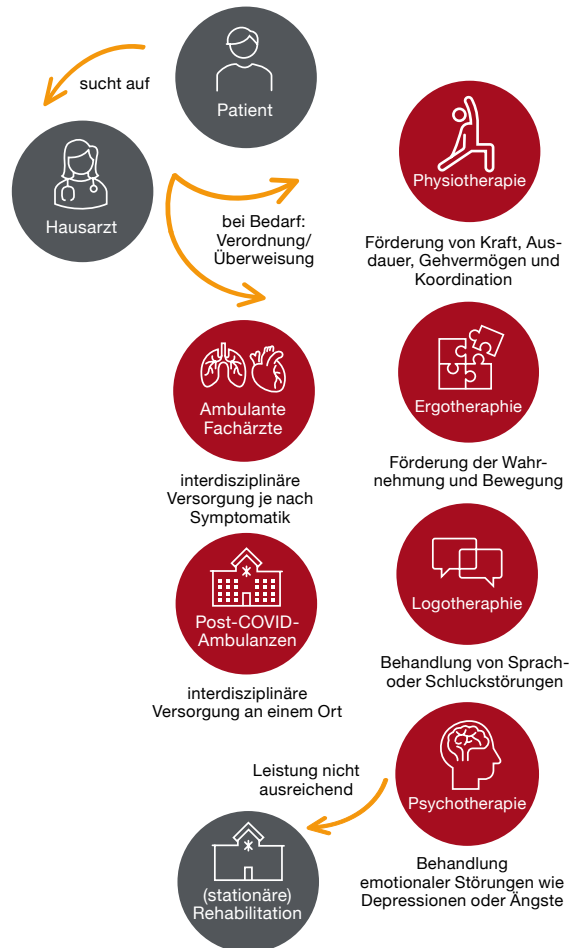 Patient
sucht auf
Hausarzt
bei Bedarf:
Verordnung/
Überweisung
Physiotherapie
Förderung von Kraft, Aus-
dauer, Gehvermögen und
Koordination
Ambulante
Fachärzte
interdisziplinäre
Versorgung je nach
Symptomatik
Ergotheraphie
Förderung der Wahr-
nehmung und Bewegung
Post-COVID-
Ambulanzen
interdisziplinäre
Versorgung an einem Ort
Logotheraphie
Behandlung von Sprach-
oder Schluckstörungen
Psychotherapie
Behandlung
emotionaler Störungen wie
Depressionen oder Ängste
Leistung nicht
ausreichend
(stationäre)
Rehabilitation